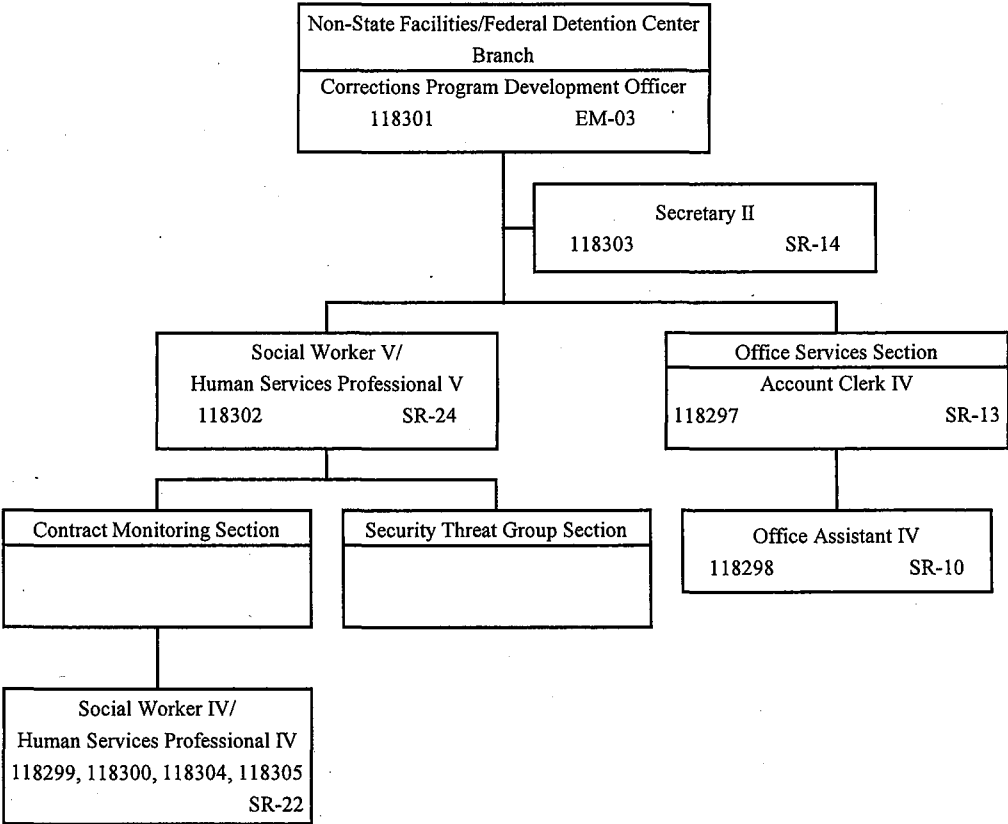 Non-State Facilities/Federal Detention Center
Branch
Corrections Program Development Officer
118301 EM-03
Secretary II
118303 SR-14
Social Worker V/
Human Services Professional V
118302 SR-24
Office Services Section
Account Clerk IV
118297 SR-13
Contract Monitoring Section
Security Threat Group Section
Office Assistant IV
118298 SR-10
Social Worker IV/
Human Services Professional IV
118299, 118300, 118304, 118305
SR-22